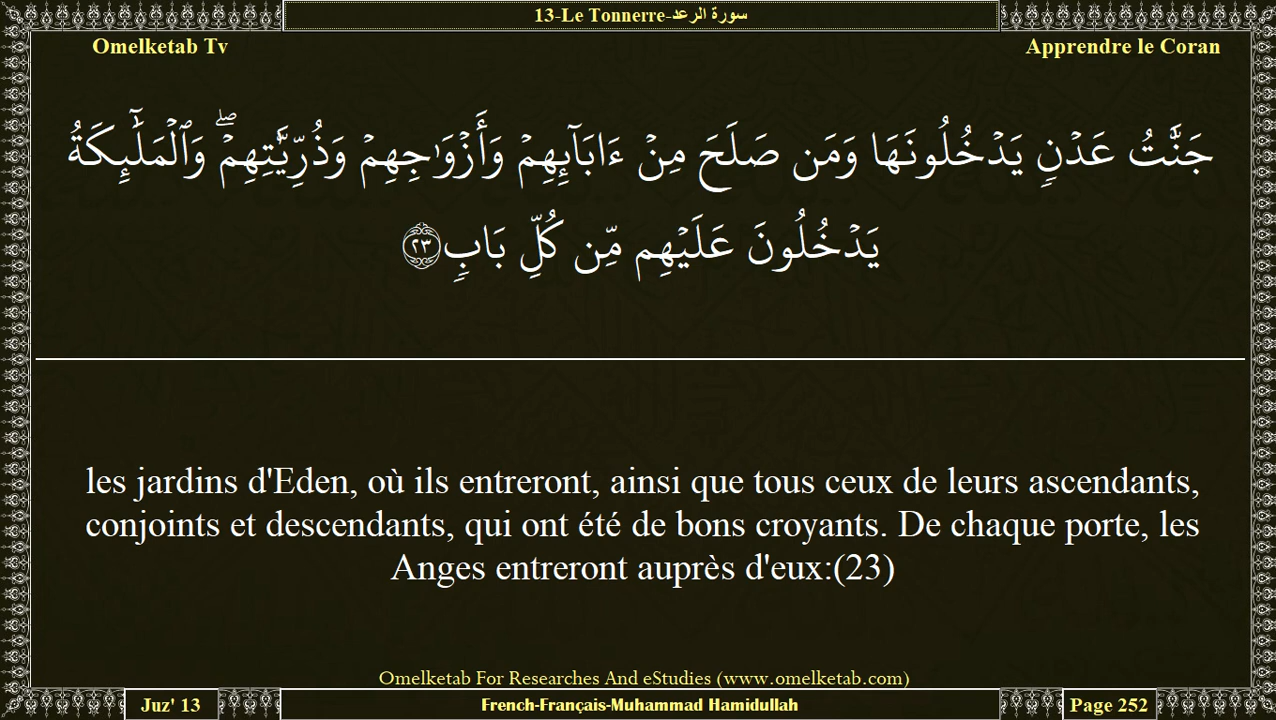 13-Le Tonnerre-سورة الرعد
Omelketab Tv
Apprendre le Coran
جَنَّٰتُ عَدۡنٖ يَدۡخُلُونَهَا وَمَن صَلَحَ مِنۡ ءَابَآئِهِمۡ وَأَزۡوَٰجِهِمۡ وَذُرِّيَّٰتِهِمۡۖ وَٱلۡمَلَٰٓئِكَةُ
يَدۡخُلُونَ عَلَيۡهِم مِّن كُلِّ بَابٖ ٢٣
les jardins d'Eden, où ils entreront, ainsi que tous ceux de leurs ascendants,
conjoints et descendants, qui ont été de bons croyants. De chaque porte, les
Anges entreront auprès d'eux:(23)
Omelketab For Researches And eStudies (www.omelketab.com)
Juz' 13
French-Français-Muhammad Hamidullah
Page 252